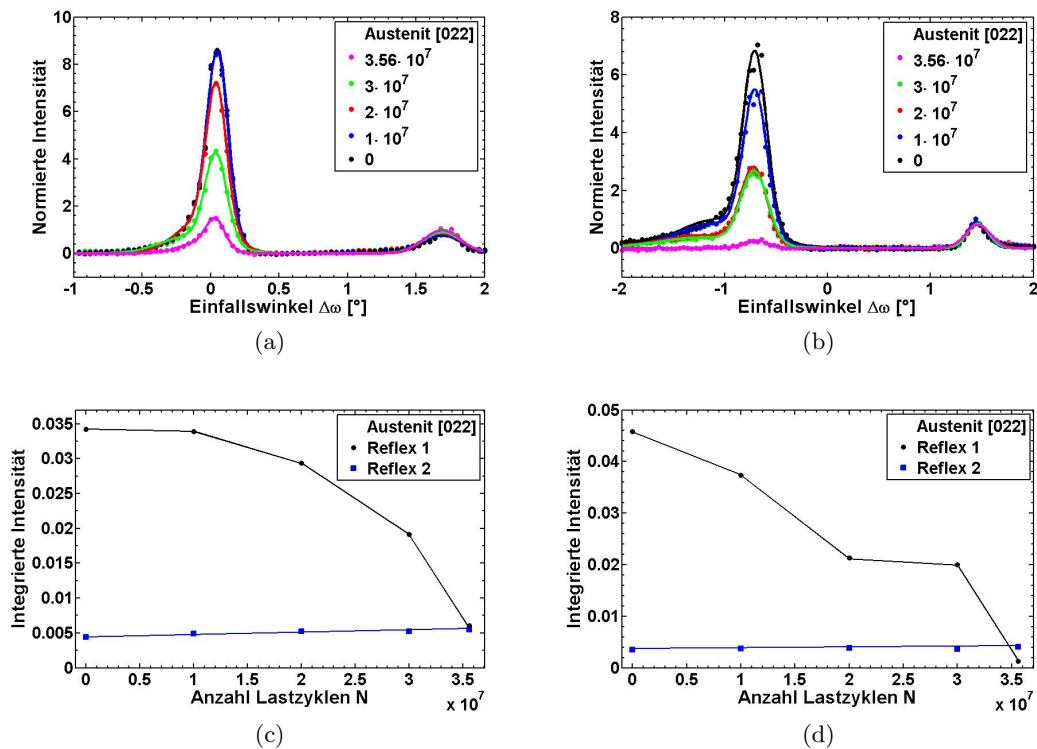 Austenit [022]
3.56· 10^7
3· 10^7
2· 10^7
1· 10^7
0
Normierte Intensität
10
8
6
4
2
0
-1
-0.5
0
0.5
1
1.5
2
Einfallswinkel Δω [°]
(a)
Austenit [022]
3.56· 10^7
3· 10^7
2· 10^7
1· 10^7
0
Normierte Intensität
8
6
4
2
0
-2
-1
0
1
2
Einfallswinkel Δω [°]
(b)
Austenit [022]
Reflex 1
Reflex 2
Integrierte Intensität
0.035
0.03
0.025
0.02
0.015
0.01
0.005
0
0
0.5
1
1.5
2
2.5
3
3.5
x 10^7
Anzahl Lastzyklen N
(c)
Austenit [022]
Reflex 1
Reflex 2
Integrierte Intensität
0.05
0.04
0.03
0.02
0.01
0
0
0.5
1
1.5
2
2.5
3
3.5
x 10^7
Anzahl Lastzyklen N
(d)